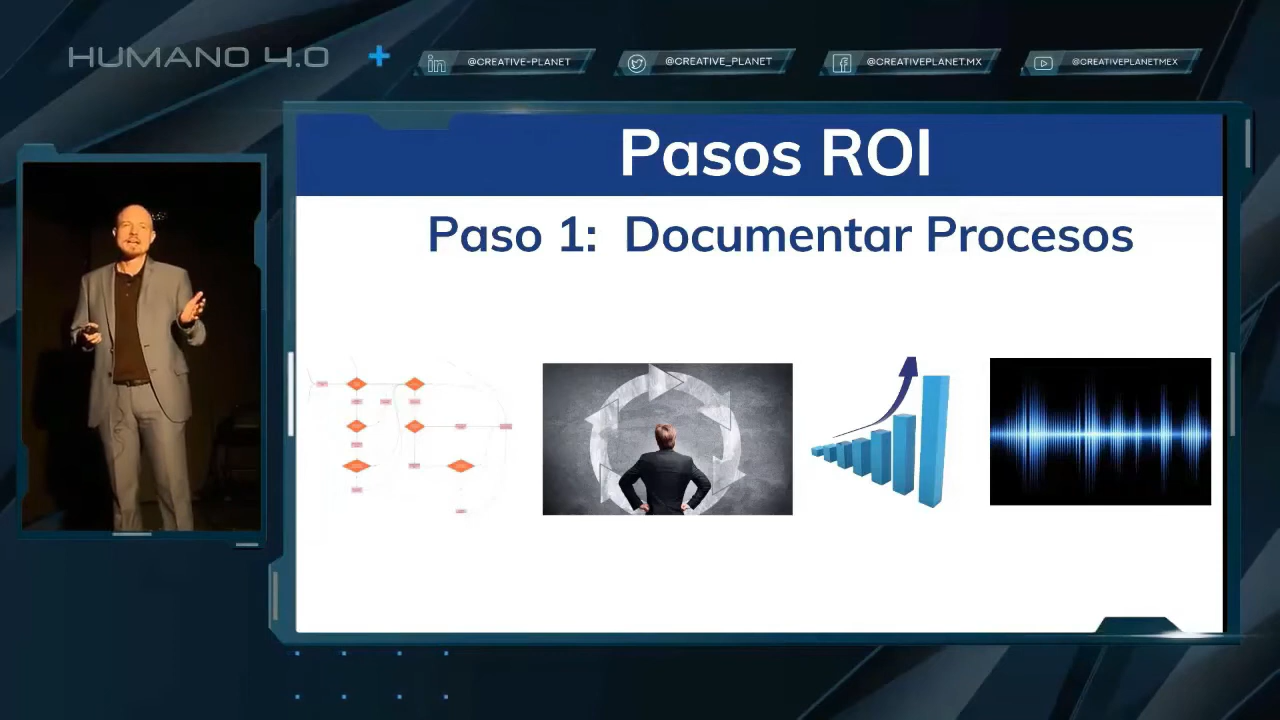 HUMANO 4.0
@CREATIVE-PLANET
@CREATIVE_PLANET
@CREATIVEPLANET.MX
@CREATIVEPLANETMEX
Pasos ROI
Paso 1: Documentar Procesos